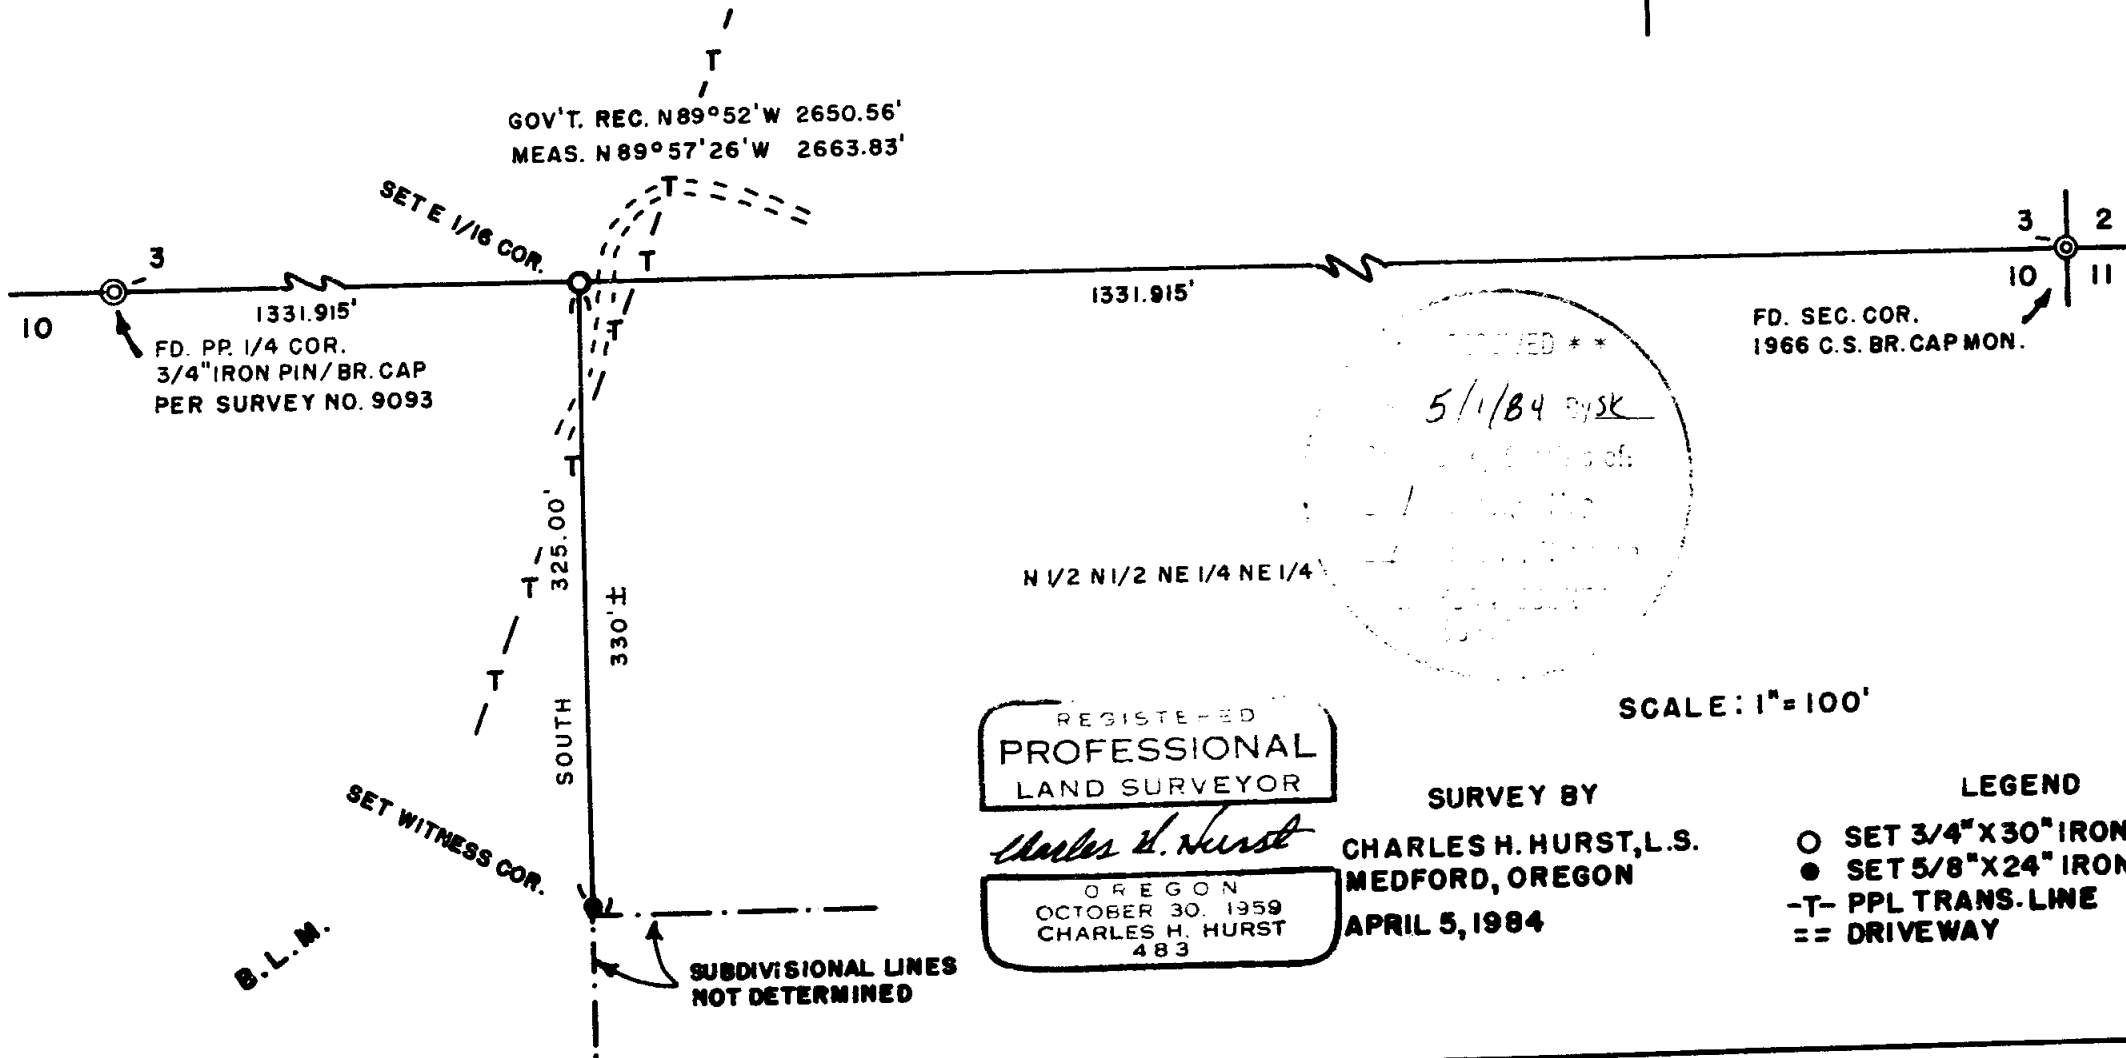 T
GOV'T. REC. N89°52'W 2650.56'
MEAS. N89°57'26'W 2663.83'
T
SET E 1/16 COR.
T
3
3 2
10 11
10
1331.915'
1331.915'
T
FD. PP. 1/4 COR.
3/4" IRON PIN/BR. CAP
PER SURVEY NO. 9093
FD. SEC. COR.
1966 C.S. BR. CAP MON.
5/1/84 By SK
T
325.00'
T
330'±
N 1/2 N1/2 NE 1/4 NE 1/4
T
SOUTH
SCALE: 1"=100'
REGISTERED
PROFESSIONAL
LAND SURVEYOR
Charles H. Hurst
OREGON
OCTOBER 30. 1959
CHARLES H. HURST
483
SURVEY BY
CHARLES H. HURST, L.S.
MEDFORD, OREGON
APRIL 5, 1984
LEGEND
SET 3/4"X30" IRON
SET 5/8"X24" IRON
-T- PPL TRANS. LINE
== DRIVEWAY
SET WITNESS COR.
B.L.M.
SUBDIVISIONAL LINES
NOT DETERMINED